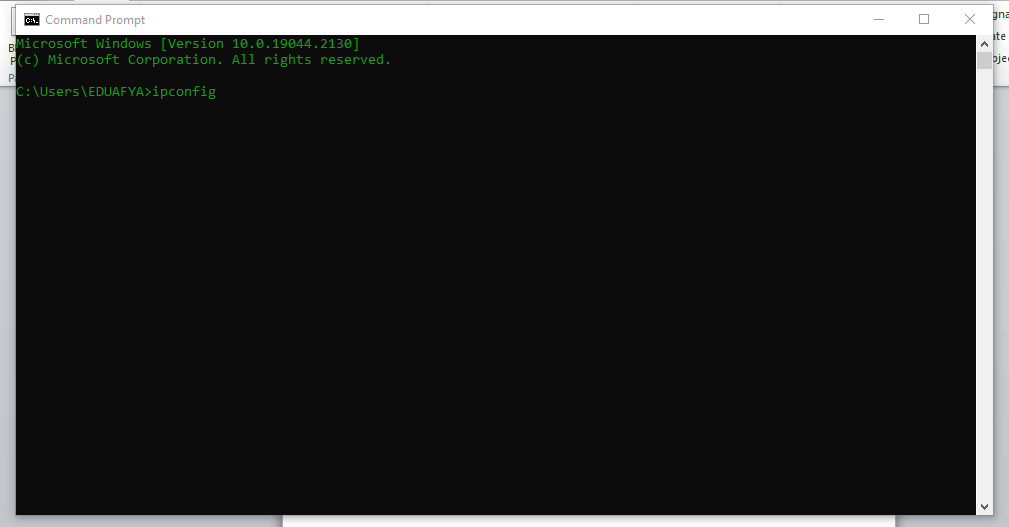 Command Prompt
Microsoft Windows [Version 10.0.19044.2130]
(c) Microsoft Corporation. All rights reserved.
C:\Users\EDUAFYA>ipconfig